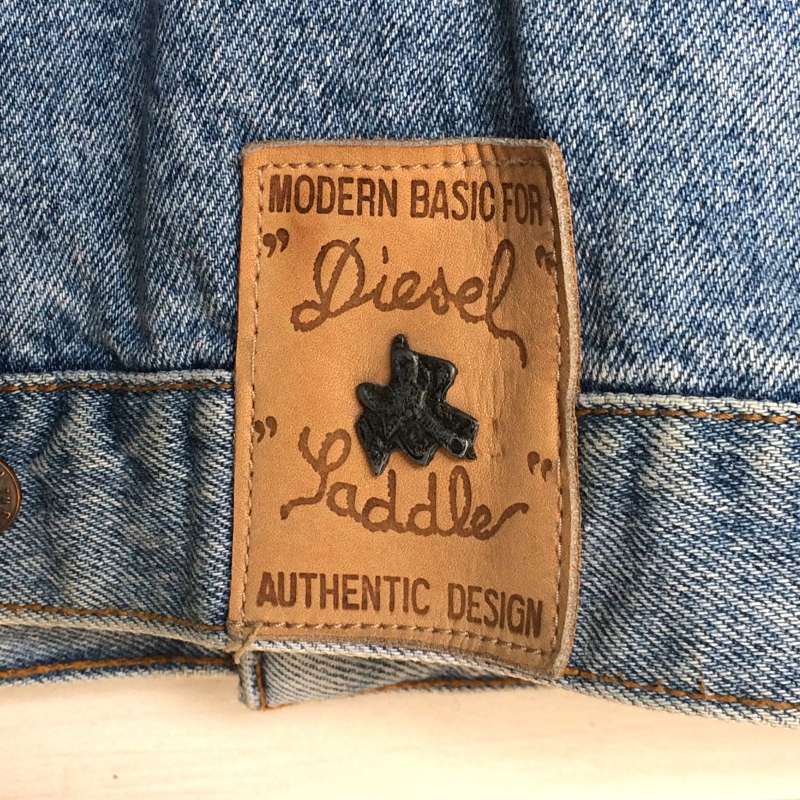 MODERN BASIC FOR
"Diesel"
"Saddle"
AUTHENTIC DESIGN